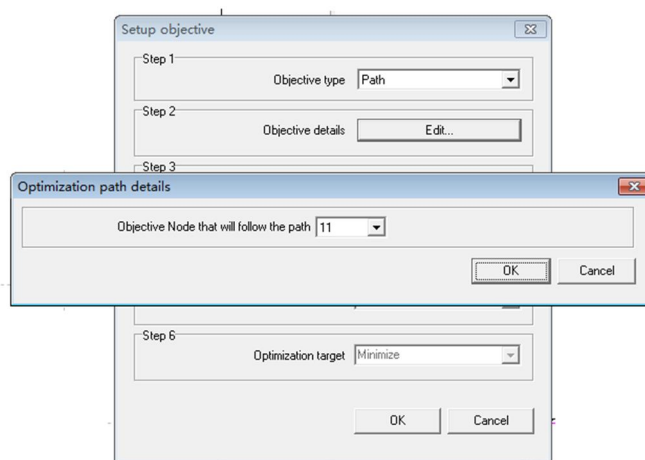 Setup objective
Step 1
Objective type Path
Step 2
Objective details Edit...
Step 3
Optimization path details
Objective Node that will follow the path 11
OK Cancel
Step 6
Optimization target Minimize
OK Cancel